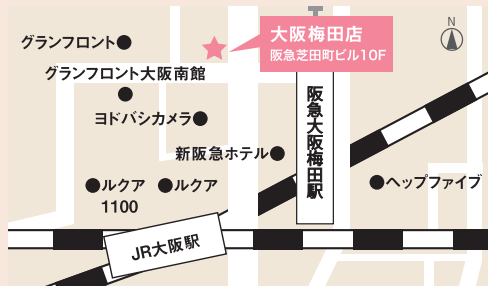 グランフロント
大阪梅田店
阪急芝田町ビル10F
N
グランフロント大阪南館
ヨドバシカメラ
阪急大阪梅田駅
新阪急ホテル
ルクア
1100
ルクア
ヘップファイブ
JR大阪駅